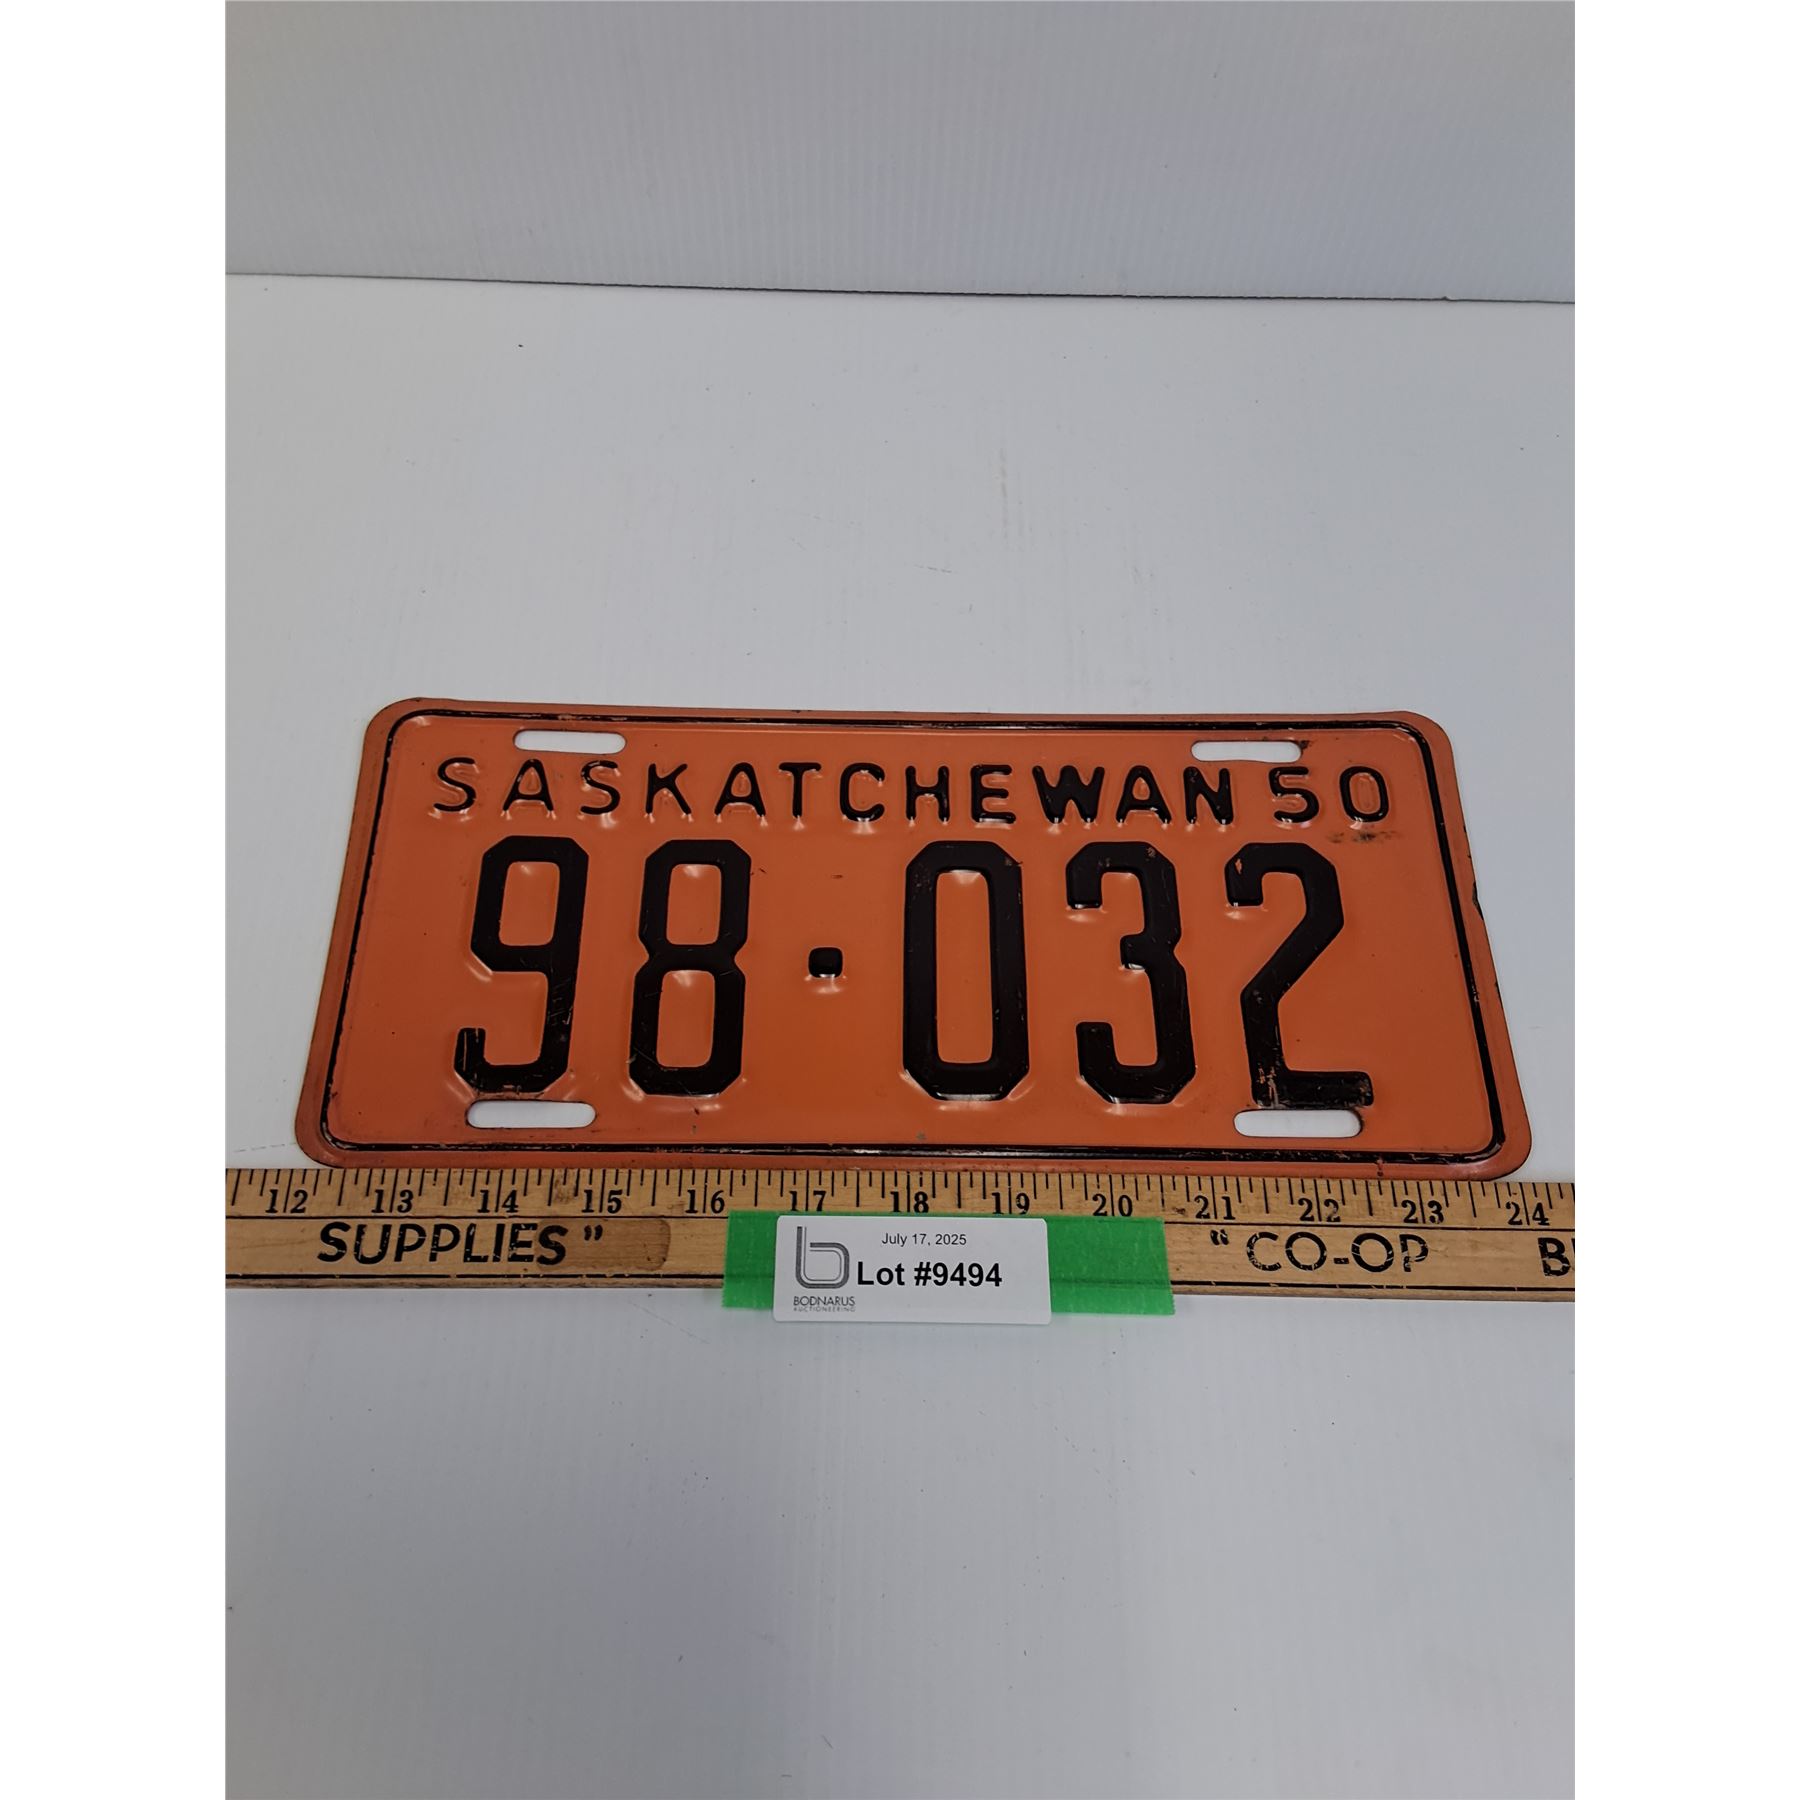 SASKATCHEWAN 50
98·032
12 13 14 15 16 17 18 19 20 21 22 23 24
SUPPLIES" "CO-OP
July 17, 2025
Lot #9494
BODNARUS
AUCTIONEERING